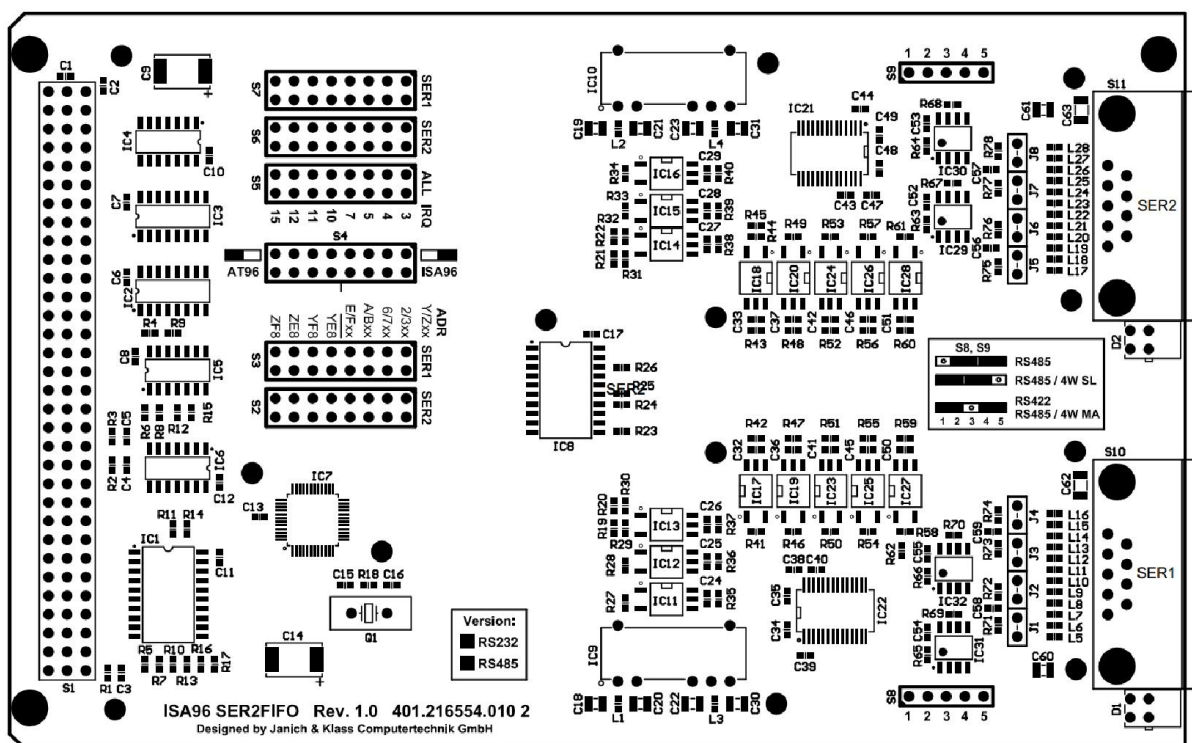 C1
C2
C9
+
S7
SER1
IC10
S9
1 2 3 4 5
S11
IC4
C10
S6
SER2
C19
L2
C21
C23
L4
C31
IC21
C44
C49
C48
C43
C47
R68
C53
R64
IC30
C61
C63
C7
IC3
S5
ALL
IRQ
15 12 11 10 7 5 4 3
R34
IC16
C29
R40
R33
R32
IC15
C28
R39
R22
R21
R31
IC14
C27
R38
R67
C52
R63
IC29
R78
C57
R77
R76
C56
R75
J8
J7
J6
J5
L28
L27
L26
L25
L24
L23
L22
L21
L20
L19
L18
L17
SER2
S4
AT96
ISA96
R45
R44
R49
R53
R57
R61
IC18
IC20
IC24
IC26
IC28
C33
C37
C42
C46
C51
R43
R48
R52
R56
R60
C6
IC2
R4
R9
C8
IC5
ZF8
ZE8
YF8
YE8
E/Fxx
A/Bxx
6/7xx
2/3xx
Y/Zxx
ADR
S3
SER1
S2
SER2
C17
R26
R25
SER2
R24
R23
IC8
D2
S8, S9
RS485
RS485 / 4W SL
RS422
RS485 / 4W MA
1 2 3 4 5
R3
C5
R6
R8
R12
R15
R2
C4
IC6
C12
R42
R47
R51
R55
R59
C32
C36
C41
C45
C50
IC17
IC19
IC23
IC25
IC27
R41
R46
R50
R54
R58
R62
S10
C62
C13
IC7
R11
R14
IC1
C11
R20
R30
R19
R29
IC13
C26
R37
R28
IC12
C25
R36
R27
IC11
C24
R35
C38
C40
C35
C34
IC22
C39
R70
C55
R66
IC32
R69
C54
R65
IC31
R74
C59
R73
R72
C58
R71
J4
J3
J2
J1
L16
L15
L14
L13
L12
L11
L10
L9
L8
L7
L6
L5
SER1
C15
R18
C16
Q1
Version:
RS232
RS485
C14
+
R5
R10
R16
R17
R7
R13
S1
R1
C3
IC9
C18
L1
C20
C22
L3
C30
S8
1 2 3 4 5
C60
D1
ISA96 SER2FIFO Rev. 1.0 401.216554.010 2
Designed by Janich & Klass Computertechnik GmbH